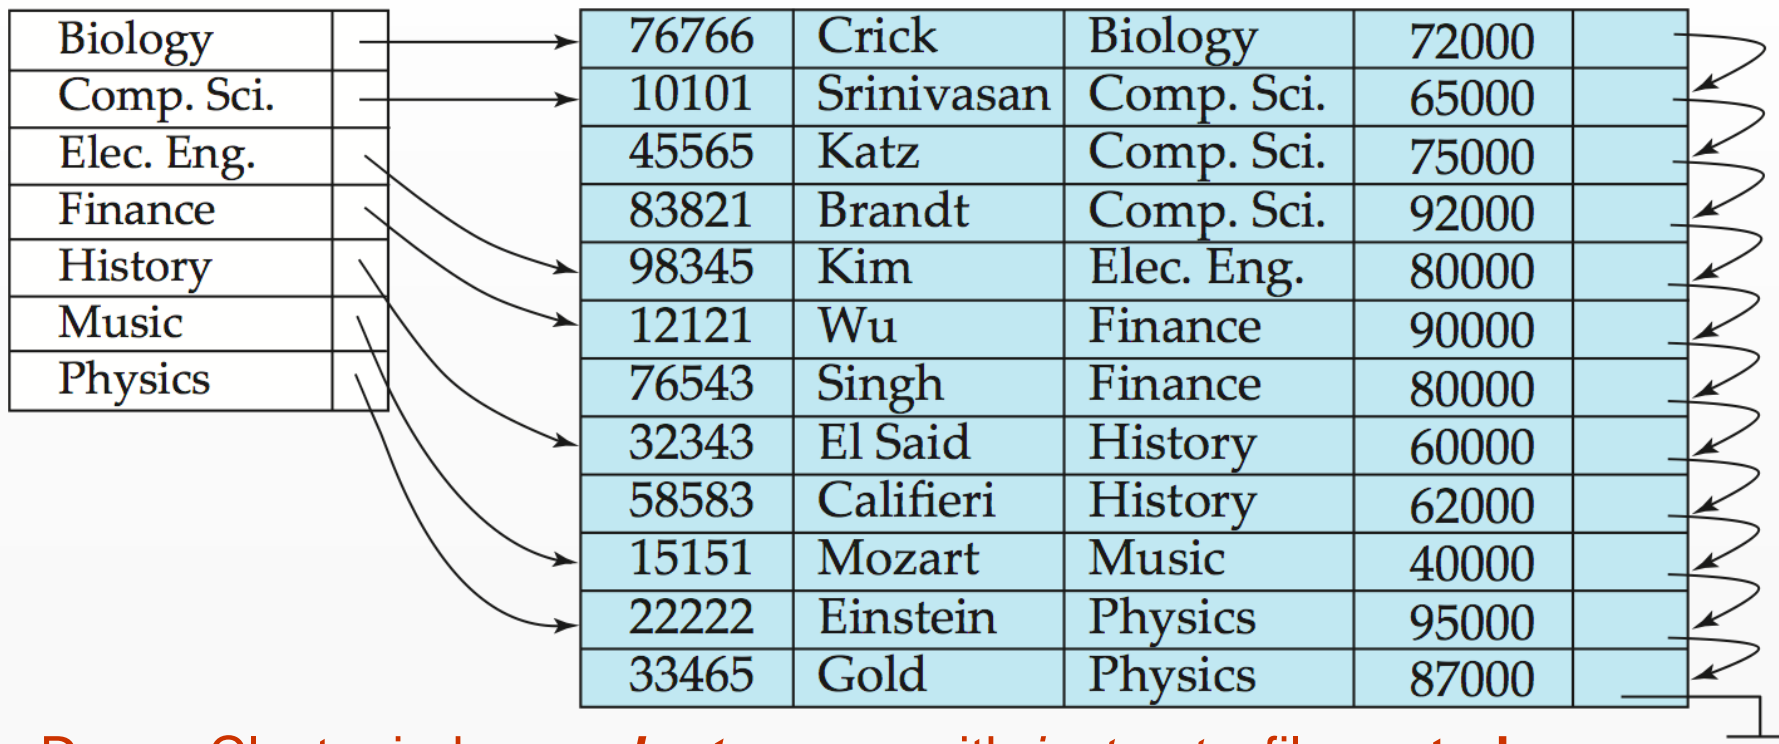 Biology
Comp. Sci.
Elec. Eng.
Finance
History
Music
Physics
76766 Crick Biology 72000
10101 Srinivasan Comp. Sci. 65000
45565 Katz Comp. Sci. 75000
83821 Brandt Comp. Sci. 92000
98345 Kim Elec. Eng. 80000
12121 Wu Finance 90000
76543 Singh Finance 80000
32343 El Said History 60000
58583 Califieri History 62000
15151 Mozart Music 40000
22222 Einstein Physics 95000
33465 Gold Physics 87000